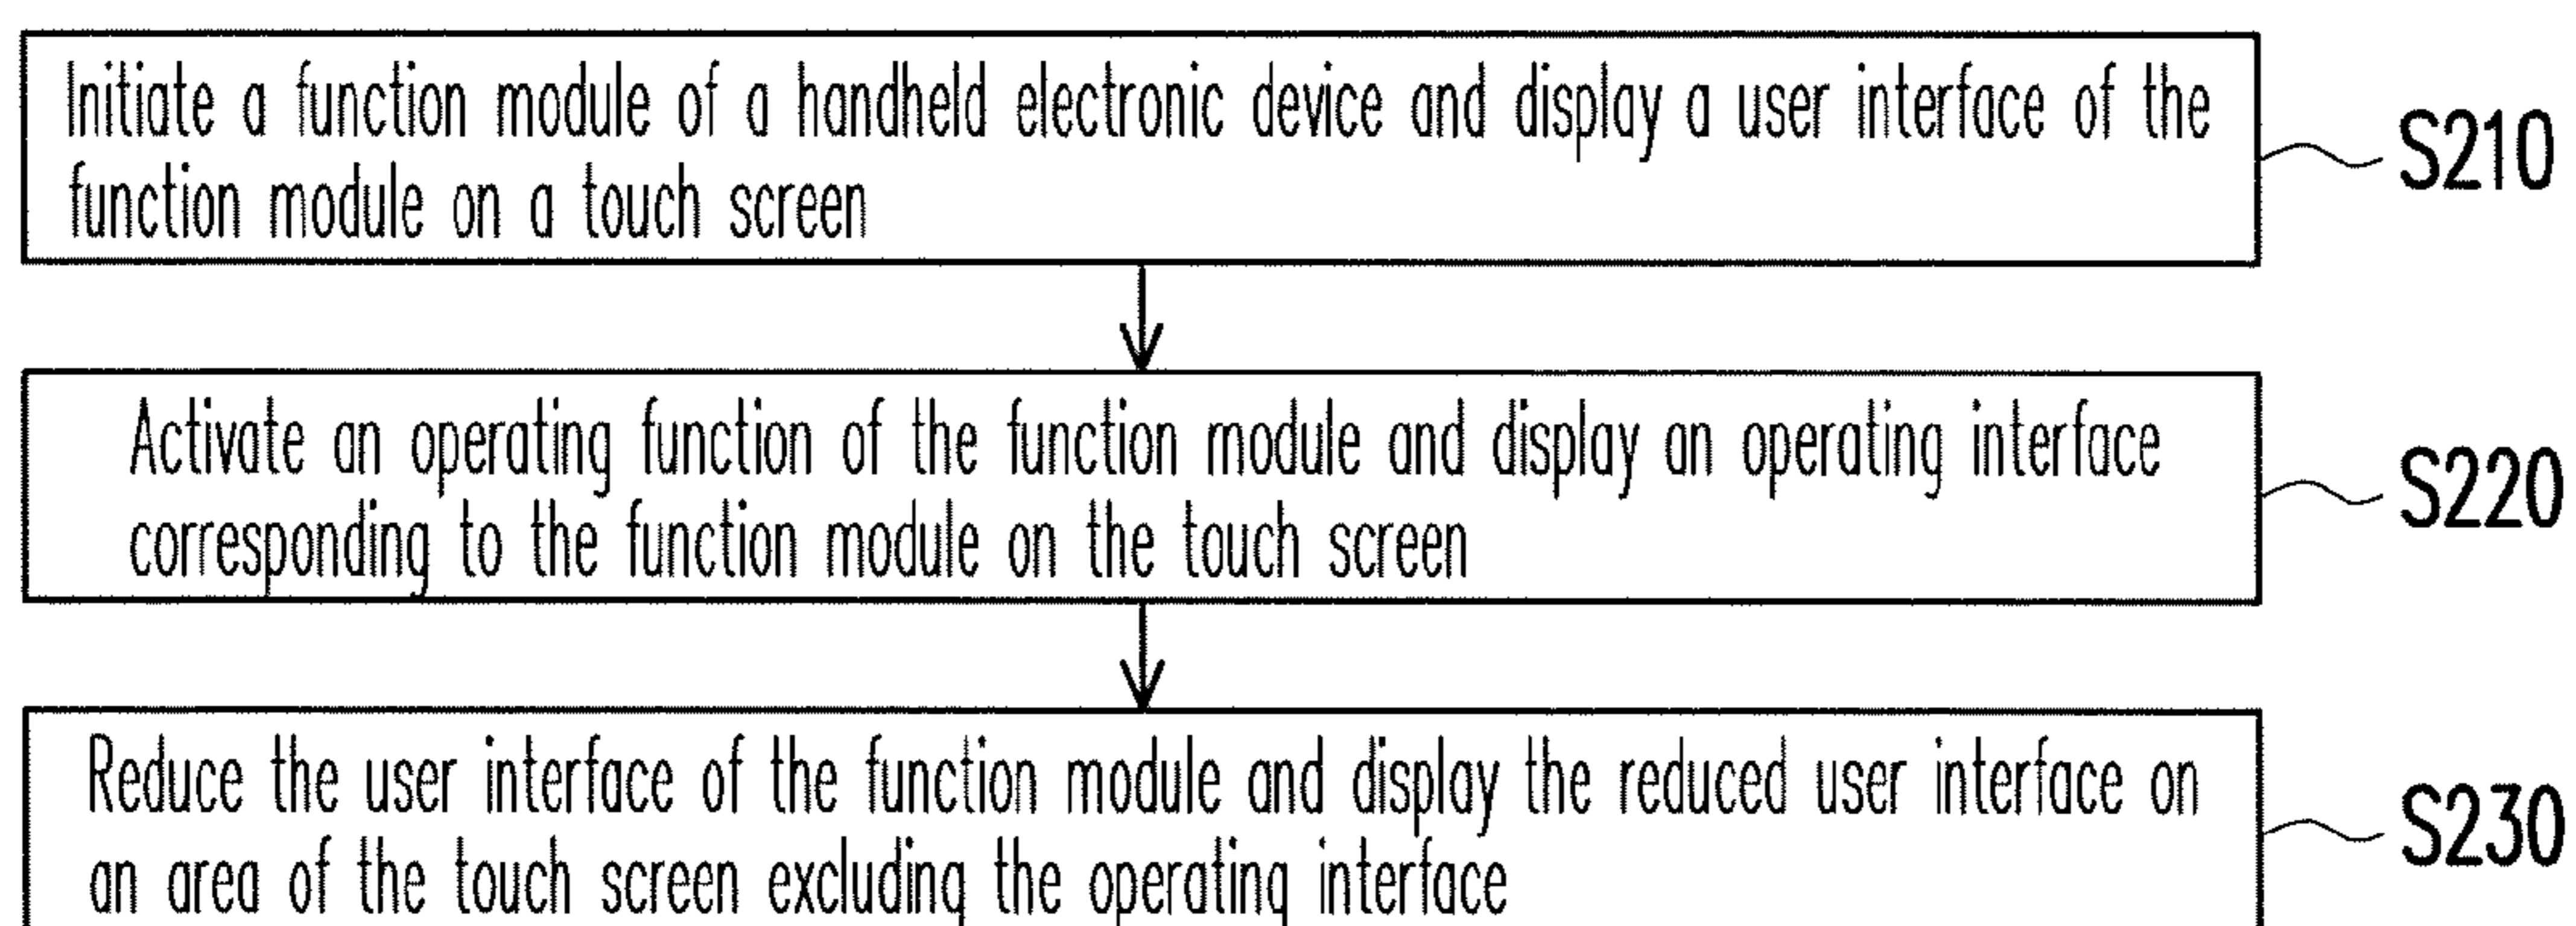 Initiate a function module of a handheld electronic device and display a user interface of the
function module on a touch screen
S210
Activate an operating function of the function module and display an operating interface
corresponding to the function module on the touch screen
S220
Reduce the user interface of the function module and display the reduced user interface on
an area of the touch screen excluding the operating interface
S230